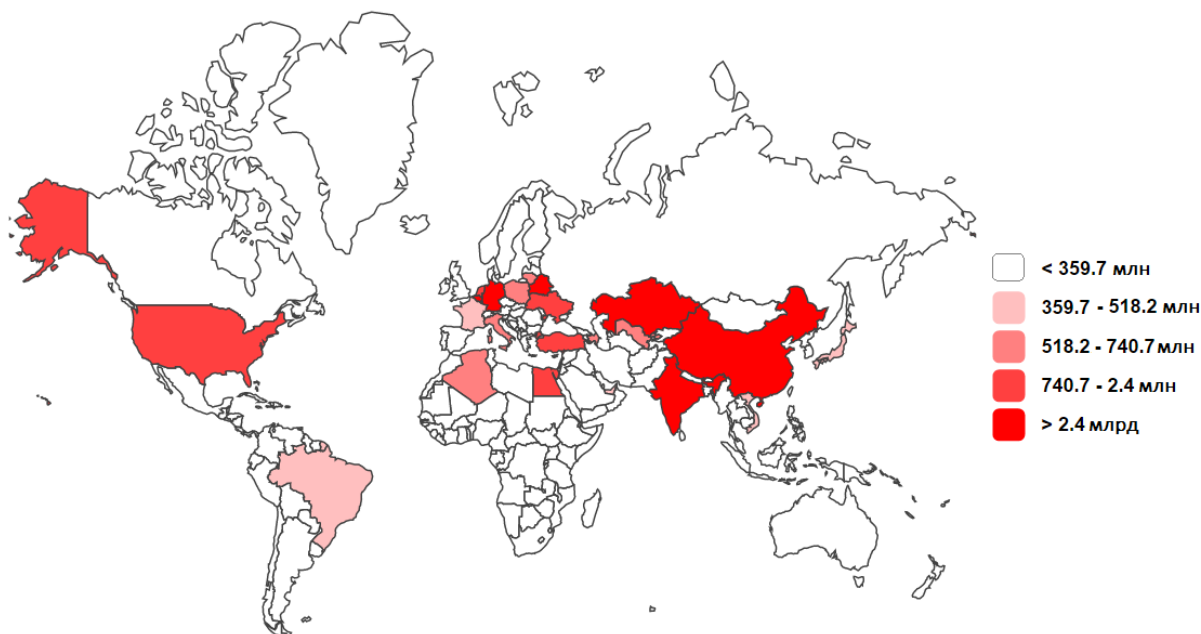 < 359.7 млн
359.7 - 518.2 млн
518.2 - 740.7 млн
740.7 - 2.4 млн
> 2.4 млрд